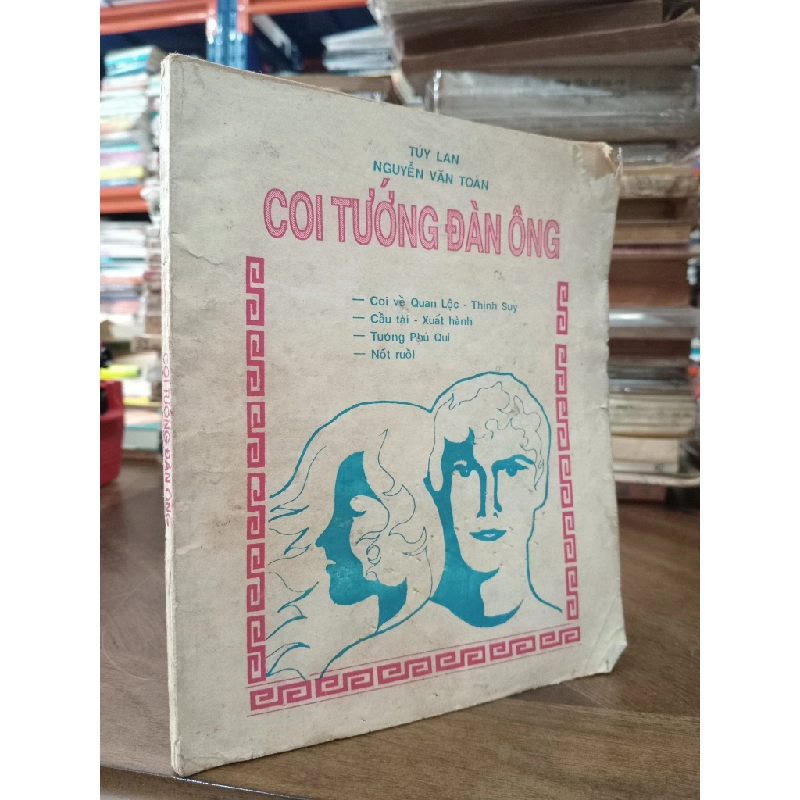 TÚY LAN
NGUYỄN VĂN TOÀN
COI TƯỚNG ĐÀN ÔNG
— Coi về Quan Lộc - Thịnh Suy
— Cầu tài - Xuất hành
— Tướng Phú Quí
— Nốt ruồi
COI TƯỚNG ĐÀN ÔNG